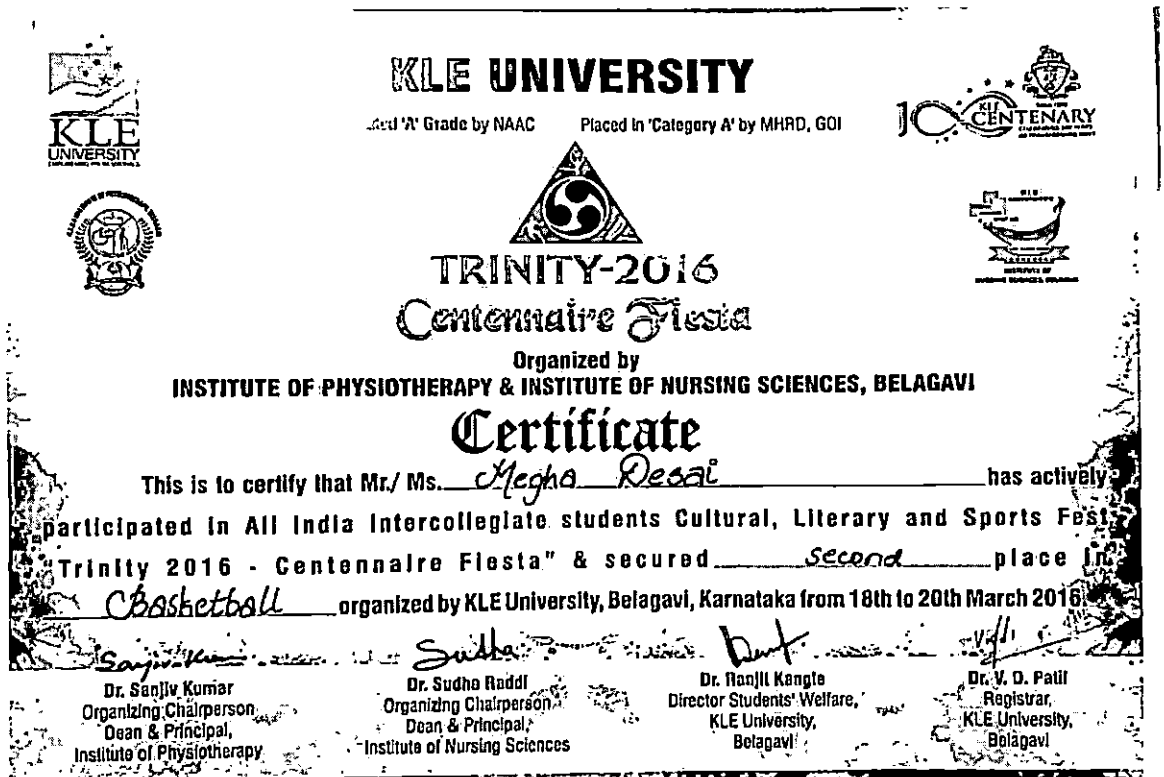 KLE UNIVERSITY
'A' Grade by NAAC Placed in 'Category A' by MHRD, GOI
KLE
UNIVERSITY
KLE
CENTENARY
TRINITY-2016
Centennaire Fiesta
Organized by
INSTITUTE OF PHYSIOTHERAPY & INSTITUTE OF NURSING SCIENCES, BELAGAVI
Certificate
This is to certify that Mr./ Ms. Megha Desai has actively
participated in All India Intercollegiate students Cultural, Literary and Sports Fest
"Trinity 2016 - Centennaire Fiesta" & secured second place in
Basketball organized by KLE University, Belagavi, Karnataka from 18th to 20th March 2016
Dr. Sanjiv Kumar
Organizing Chairperson
Dean & Principal,
Institute of Physiotherapy
Dr. Sudha Raddi
Organizing Chairperson
Dean & Principal,
Institute of Nursing Sciences
Dr. Ranjit Kangle
Director Students' Welfare,
KLE University,
Belagavi
Dr. V. D. Patil
Registrar,
KLE University,
Belagavi